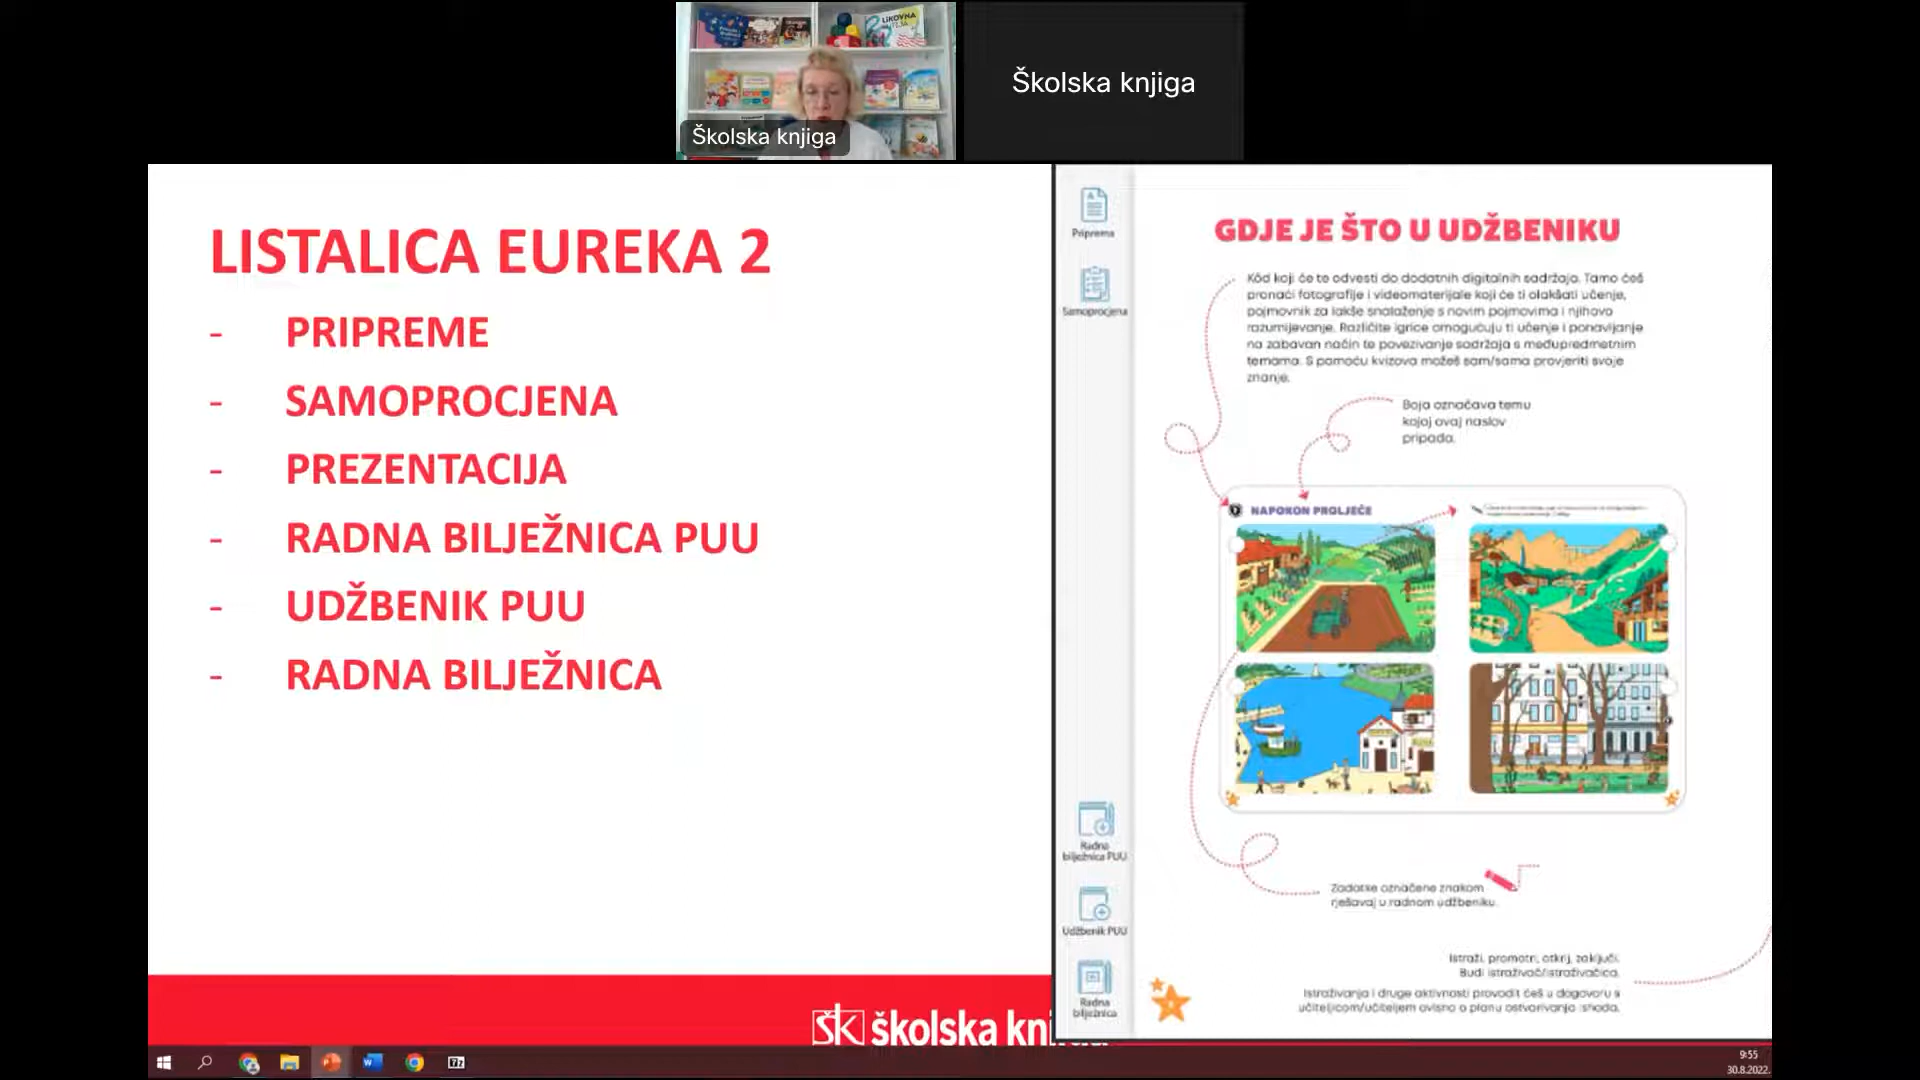 LIKOVNA
Školska knjiga
Školska knjiga
LISTALICA EUREKA 2
- PRIPREME
- SAMOPROCJENA
- PREZENTACIJA
- RADNA BILJEŽNICA PUU
- UDŽBENIK PUU
- RADNA BILJEŽNICA
šk školska knj
Priprema
Samoprocjena
Radna
bilježnica PUU
Udžbenik PUU
Radna
bilježnica
GDJE JE ŠTO U UDŽBENIKU
Kôd koji će te odvesti do dodatnih digitalnih sadržaja. Tamo ćeš
pronaći fotografije i videomaterijale koji će ti olakšati učenje,
pojmovnik za lakše snalaženje s novim pojmovima i njihovo
razumijevanje. Različite igrice omogućuju ti učenje i ponavljanje
na zabavan način te povezivanje sadržaja s međupredmetnim
temama. S pomoću kvizova možeš sam/sama provjeriti svoje
znanje.
Boja označava temu
kojoj ovaj naslov
pripada.
NAPOKON PROLJEĆE
Zadatke označene znakom
rješavaj u radnom udžbeniku.
Istraži, promotri, otkrij, zaključi.
Budi istraživač/istraživačica.
Istraživanja i druge aktivnosti provodit ćeš u dogovoru s
učiteljicom/učiteljem ovisno o planu ostvarivanja ishoda.
9:55
30.8.2022.